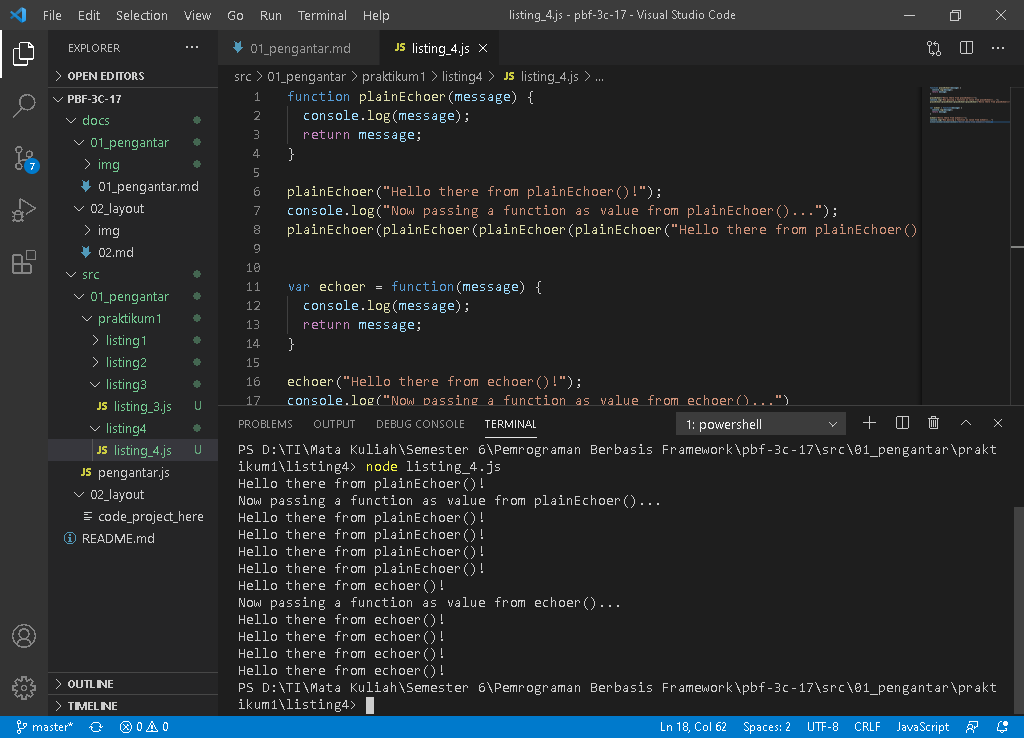 File Edit Selection View Go Run Terminal Help listing_4.js - pbf-3c-17 - Visual Studio Code
EXPLORER ...
OPEN EDITORS
PBF-3C-17
docs
01_pengantar
img
01_pengantar.md
02_layout
img
02.md
src
01_pengantar
praktikum1
listing1
listing2
listing3
JS listing_3.js U
listing4
JS listing_4.js U
JS pengantar.js
02_layout
code_project_here
README.md
OUTLINE
TIMELINE
7
01_pengantar.md JS listing_4.js
src > 01_pengantar > praktikum1 > listing4 > JS listing_4.js > ...
1 function plainEchoer(message) {
2 console.log(message);
3 return message;
4 }
5
6 plainEchoer("Hello there from plainEchoer()!");
7 console.log("Now passing a function as value from plainEchoer()...");
8 plainEchoer(plainEchoer(plainEchoer(plainEchoer("Hello there from plainEchoer()
9
10
11 var echoer = function(message) {
12 console.log(message);
13 return message;
14 }
15
16 echoer("Hello there from echoer()!");
17 console.log("Now passing a function as value from echoer()...")
PROBLEMS OUTPUT DEBUG CONSOLE TERMINAL 1: powershell
PS D:\TI\Mata Kuliah\Semester 6\Pemrograman Berbasis Framework\pbf-3c-17\src\01_pengantar\prakt
ikum1\listing4> node listing_4.js
Hello there from plainEchoer()!
Now passing a function as value from plainEchoer()...
Hello there from plainEchoer()!
Hello there from plainEchoer()!
Hello there from plainEchoer()!
Hello there from plainEchoer()!
Hello there from echoer()!
Now passing a function as value from echoer()...
Hello there from echoer()!
Hello there from echoer()!
Hello there from echoer()!
Hello there from echoer()!
PS D:\TI\Mata Kuliah\Semester 6\Pemrograman Berbasis Framework\pbf-3c-17\src\01_pengantar\prakt
ikum1\listing4>
master* 0 0 Ln 18, Col 62 Spaces: 2 UTF-8 CRLF JavaScript